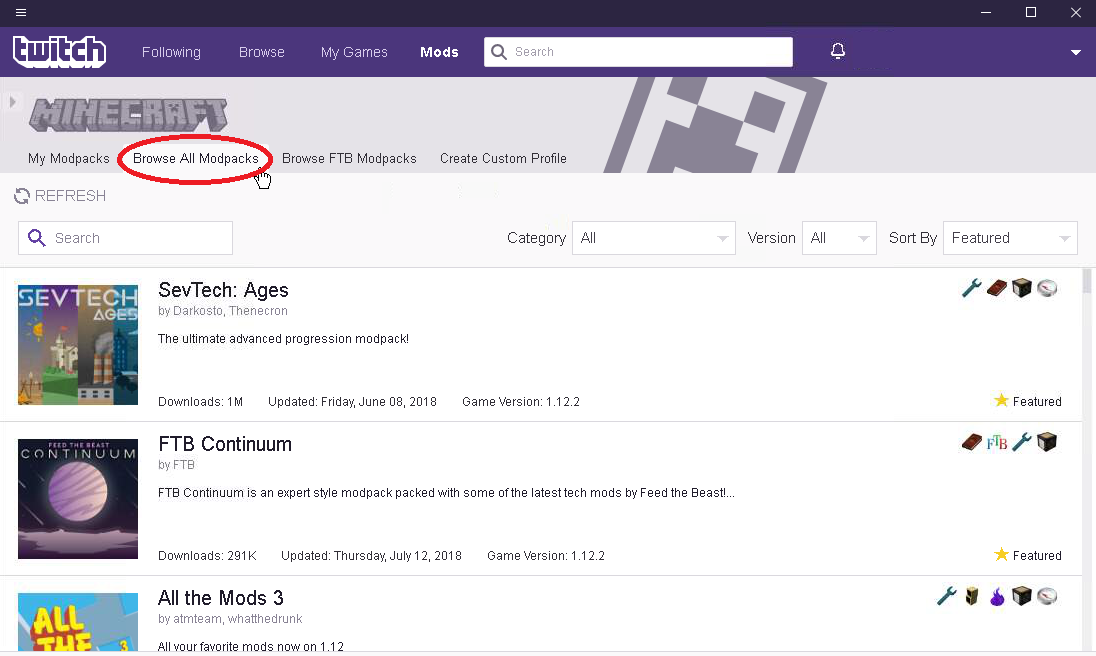 twitch Following Browse My Games Mods Search
MINECRAFT
My Modpacks Browse All Modpacks Browse FTB Modpacks Create Custom Profile
REFRESH
Search Category All Version All Sort By Featured
SEVTECH
AGES
SevTech: Ages
by Darkosto, Thenecron
The ultimate advanced progression modpack!
Downloads: 1M Updated: Friday, June 08, 2018 Game Version: 1.12.2 Featured
FEED THE BEAST
CONTINUUM
FTB Continuum
FTB
by FTB
FTB Continuum is an expert style modpack packed with some of the latest tech mods by Feed the Beast!...
Downloads: 291K Updated: Thursday, July 12, 2018 Game Version: 1.12.2 Featured
ALL
THE
3
All the Mods 3
by atmteam, whatthedrunk
All your favorite mods now on 1.12